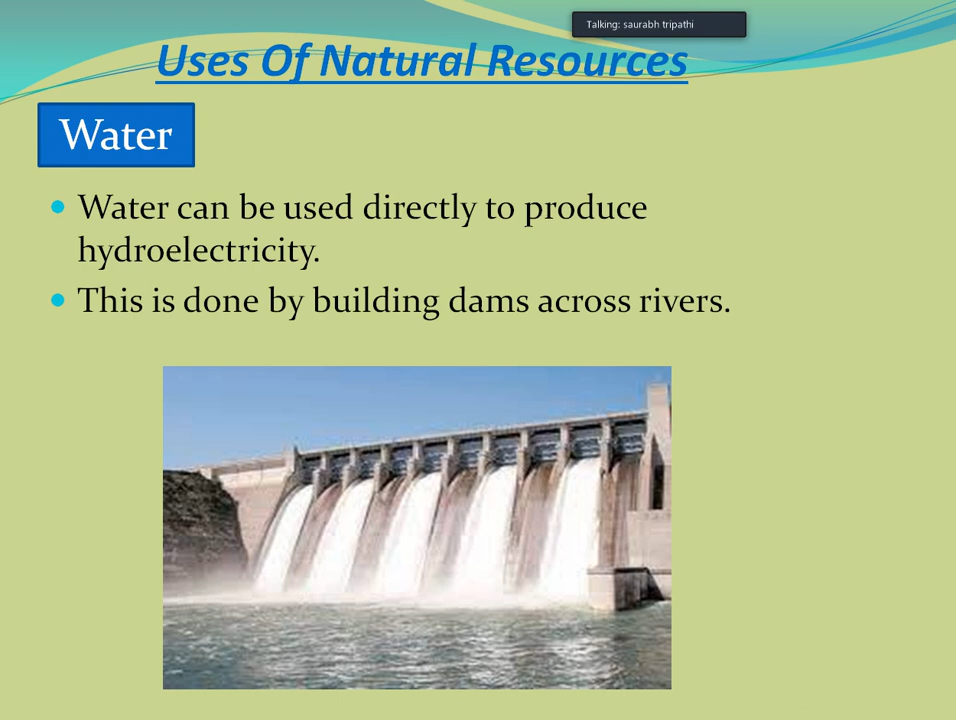 Talking: saurabh tripathi
Uses Of Natural Resources
Water
Water can be used directly to produce
hydroelectricity.
This is done by building dams across rivers.